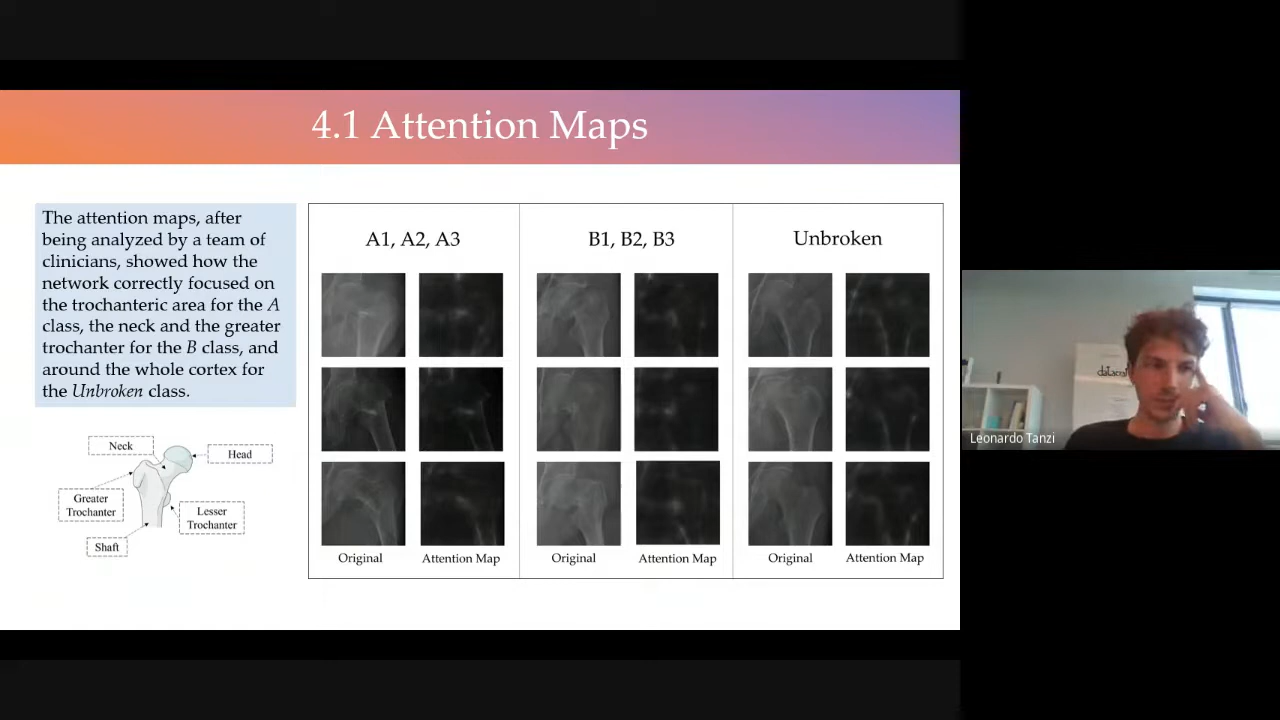 4.1 Attention Maps
The attention maps, after
being analyzed by a team of
clinicians, showed how the
network correctly focused on
the trochanteric area for the A
class, the neck and the greater
trochanter for the B class, and
around the whole cortex for
the Unbroken class.
Neck
Head
Greater
Trochanter
Lesser
Trochanter
Shaft
A1, A2, A3
B1, B2, B3
Unbroken
Original
Attention Map
Original
Attention Map
Original
Attention Map
Leonardo Tanzi